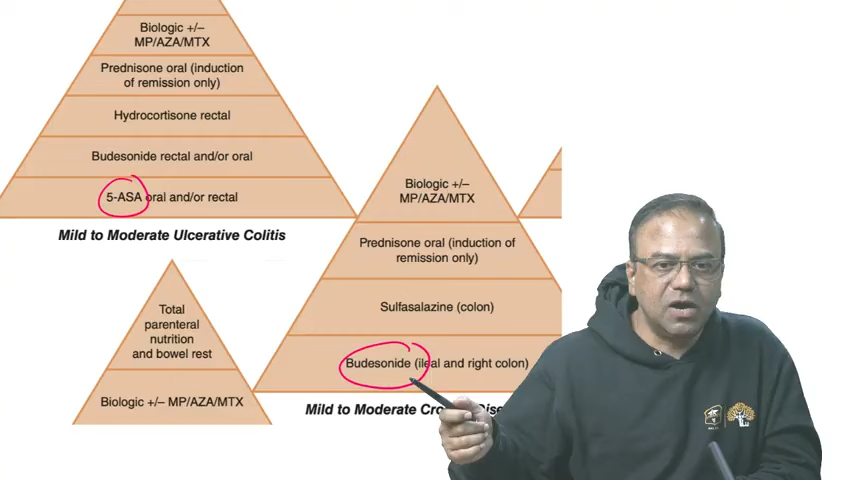 Biologic +/–
MP/AZA/MTX
Prednisone oral (induction
of remission only)
Hydrocortisone rectal
Budesonide rectal and/or oral
5-ASA oral and/or rectal
Mild to Moderate Ulcerative Colitis
Biologic +/–
MP/AZA/MTX
Prednisone oral (induction of
remission only)
Sulfasalazine (colon)
Budesonide (ileal and right colon)
Mild to Moderate
Total
parenteral
nutrition
and bowel rest
Biologic +/– MP/AZA/MTX